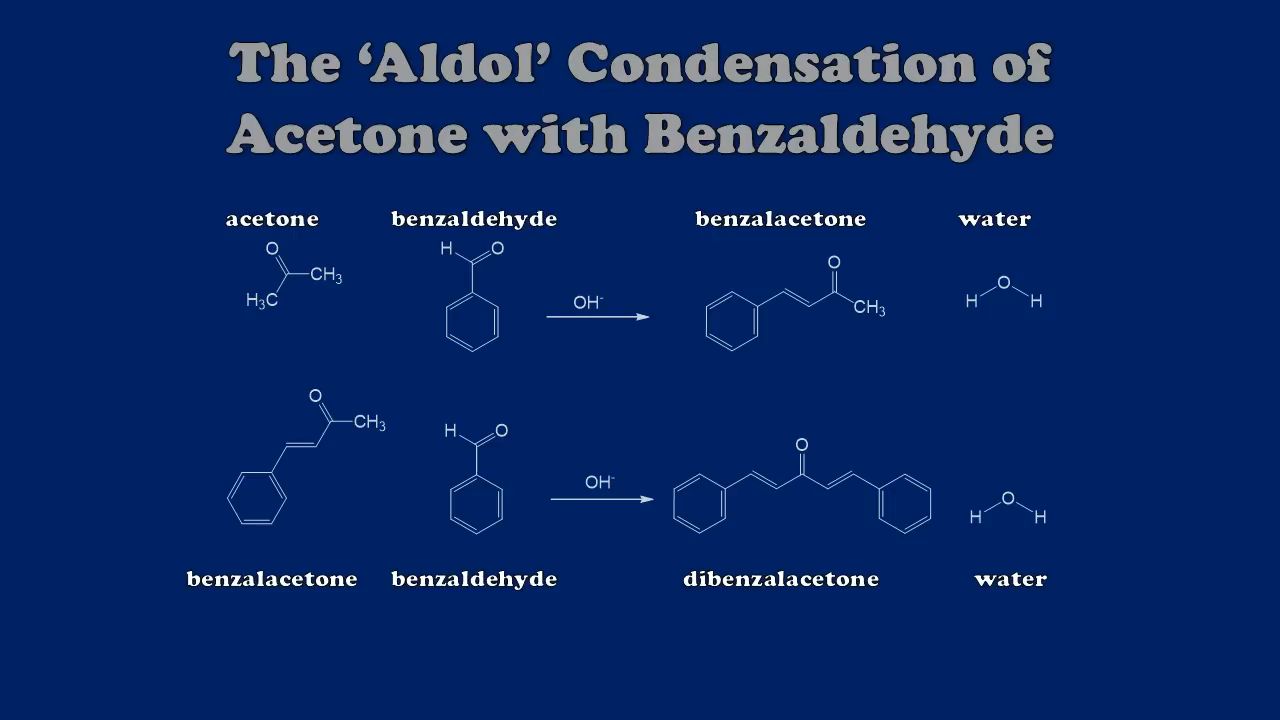 The ‘Aldol’ Condensation of
Acetone with Benzaldehyde
acetone benzaldehyde benzalacetone water
O H O O O
CH₃ H₃C OH⁻ CH₃ H H
O CH₃ H O OH⁻ O O H H
benzalacetone benzaldehyde dibenzalacetone water